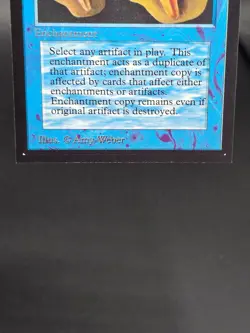 Enchantment
Select any artifact in play. This
enchantment acts as a duplicate of
that artifact; enchantment copy is
affected by cards that affect either
enchantments or artifacts.
Enchantment copy remains even if
original artifact is destroyed.
Illus. © Amy Weber